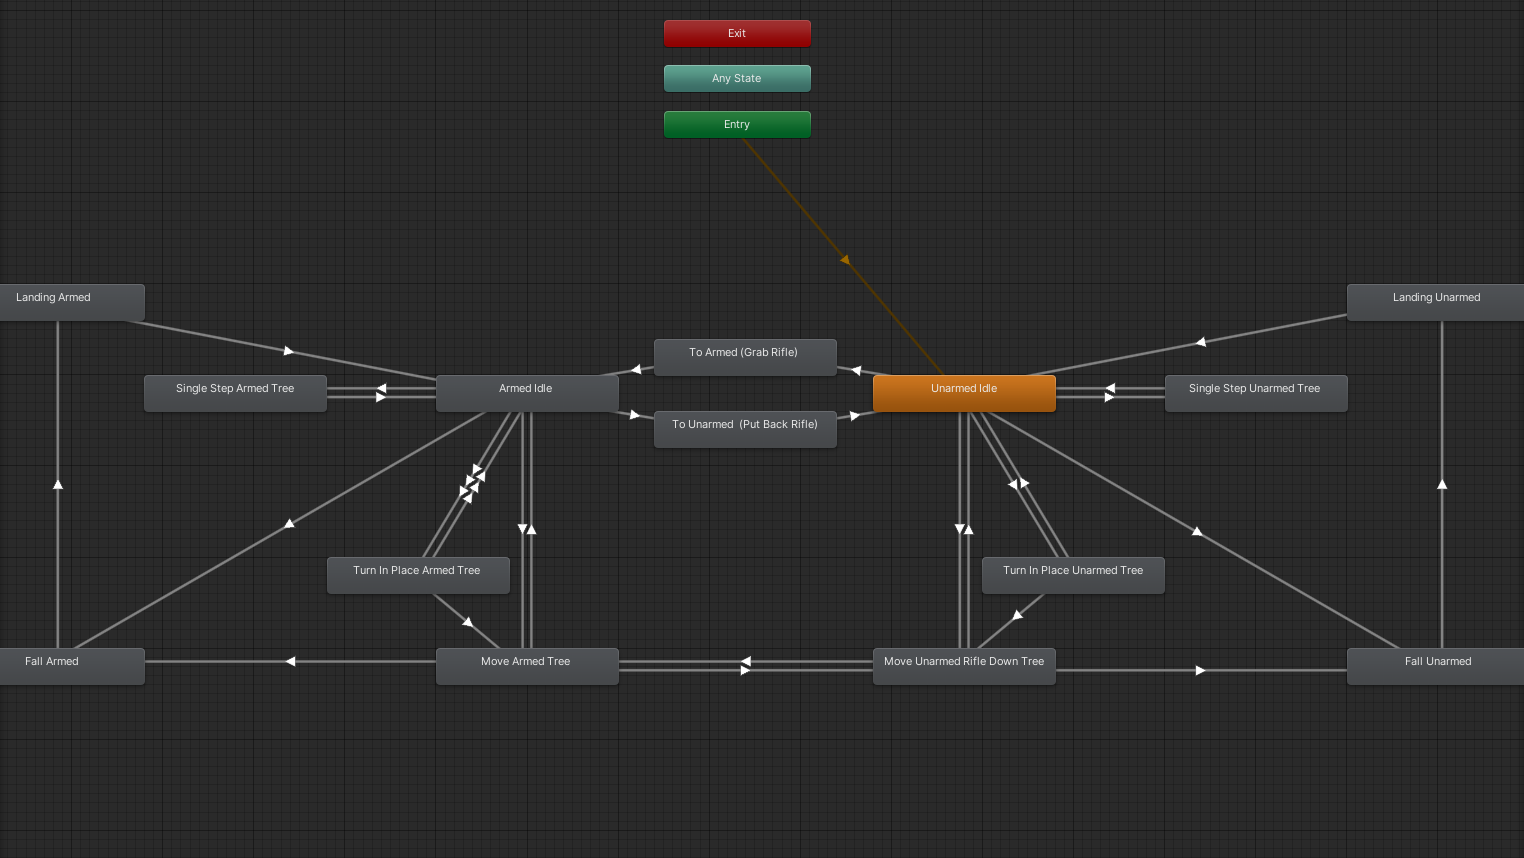 Exit
Any State
Entry
Landing Armed
Landing Unarmed
To Armed (Grab Rifle)
Single Step Armed Tree
Armed Idle
Unarmed Idle
Single Step Unarmed Tree
To Unarmed  (Put Back Rifle)
Turn In Place Armed Tree
Turn In Place Unarmed Tree
Fall Armed
Move Armed Tree
Move Unarmed Rifle Down Tree
Fall Unarmed